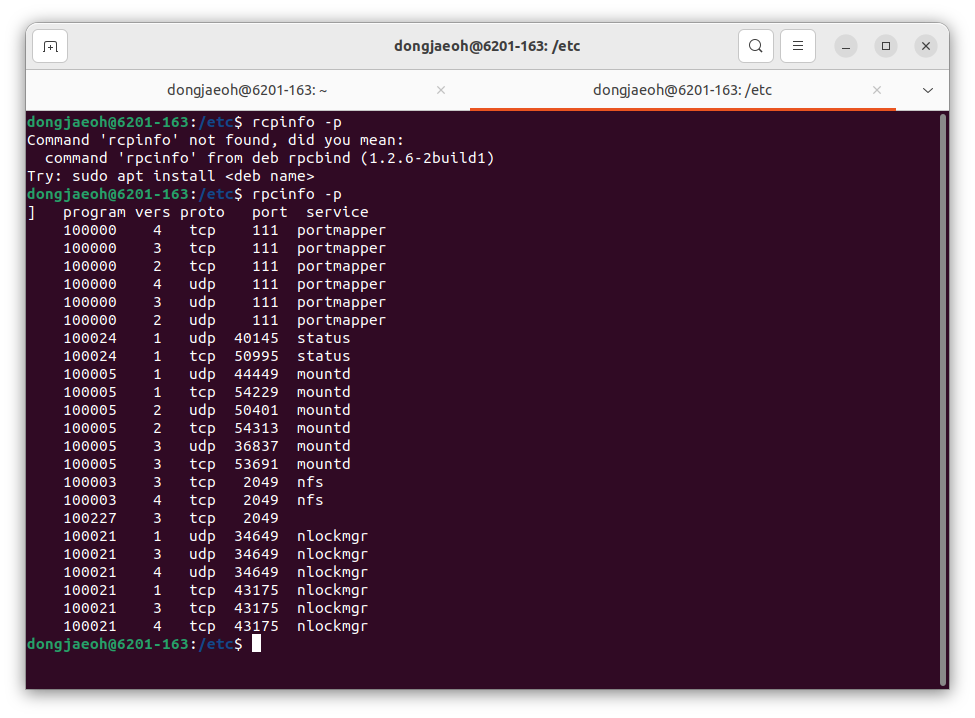 dongjaeoh@6201-163: /etc
dongjaeoh@6201-163: ~
dongjaeoh@6201-163: /etc
dongjaeoh@6201-163:/etc$ rcpinfo -p
Command 'rcpinfo' not found, did you mean:
  command 'rpcinfo' from deb rpcbind (1.2.6-2build1)
Try: sudo apt install <deb name>
dongjaeoh@6201-163:/etc$ rpcinfo -p
]   program vers proto   port  service
    100000    4   tcp    111  portmapper
    100000    3   tcp    111  portmapper
    100000    2   tcp    111  portmapper
    100000    4   udp    111  portmapper
    100000    3   udp    111  portmapper
    100000    2   udp    111  portmapper
    100024    1   udp  40145  status
    100024    1   tcp  50995  status
    100005    1   udp  44449  mountd
    100005    1   tcp  54229  mountd
    100005    2   udp  50401  mountd
    100005    2   tcp  54313  mountd
    100005    3   udp  36837  mountd
    100005    3   tcp  53691  mountd
    100003    3   tcp   2049  nfs
    100003    4   tcp   2049  nfs
    100227    3   tcp   2049
    100021    1   udp  34649  nlockmgr
    100021    3   udp  34649  nlockmgr
    100021    4   udp  34649  nlockmgr
    100021    1   tcp  43175  nlockmgr
    100021    3   tcp  43175  nlockmgr
    100021    4   tcp  43175  nlockmgr
dongjaeoh@6201-163:/etc$